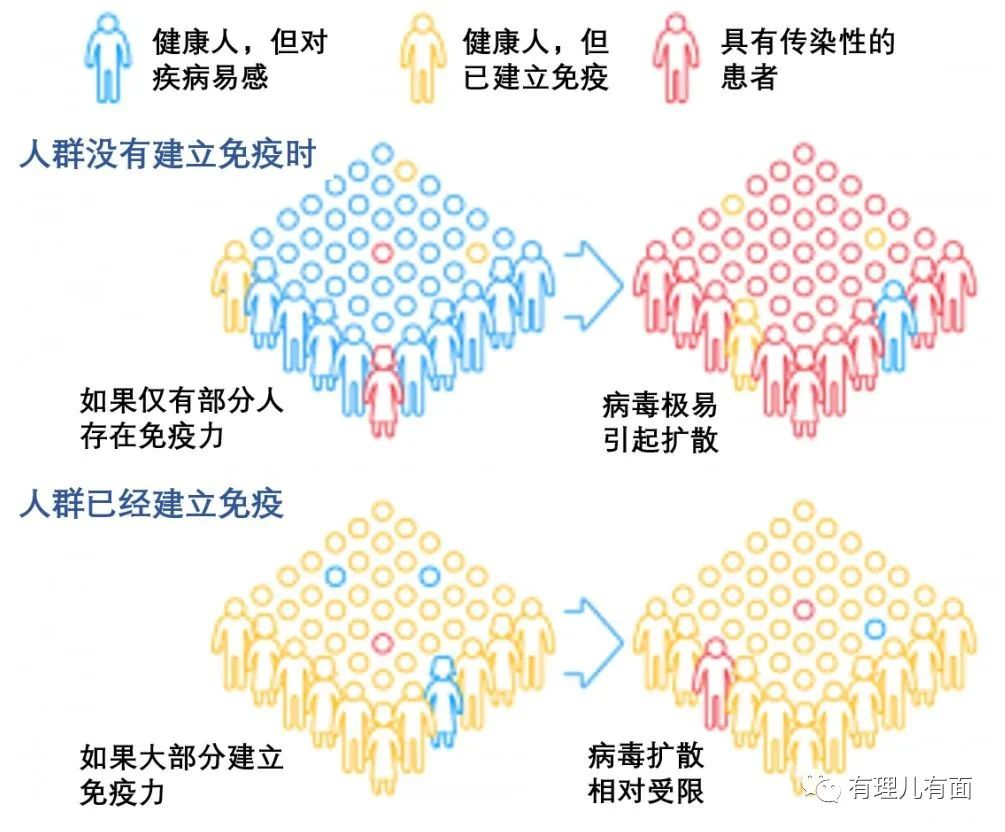 健康人，但对
疾病易感
健康人，但
已建立免疫
具有传染性的
患者
人群没有建立免疫时
如果仅有部分人
存在免疫力
病毒极易
引起扩散
人群已经建立免疫
如果大部分建立
免疫力
病毒扩散
相对受限
有理儿有面